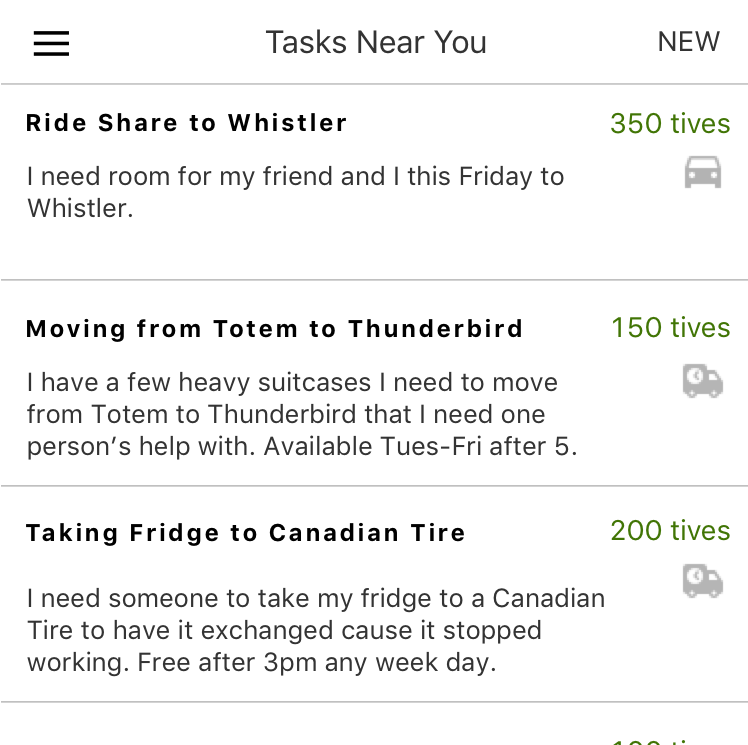 Tasks Near You
NEW
Ride Share to Whistler
350 tives
I need room for my friend and I this Friday to
Whistler.
Moving from Totem to Thunderbird
150 tives
I have a few heavy suitcases I need to move
from Totem to Thunderbird that I need one
person’s help with. Available Tues-Fri after 5.
Taking Fridge to Canadian Tire
200 tives
I need someone to take my fridge to a Canadian
Tire to have it exchanged cause it stopped
working. Free after 3pm any week day.